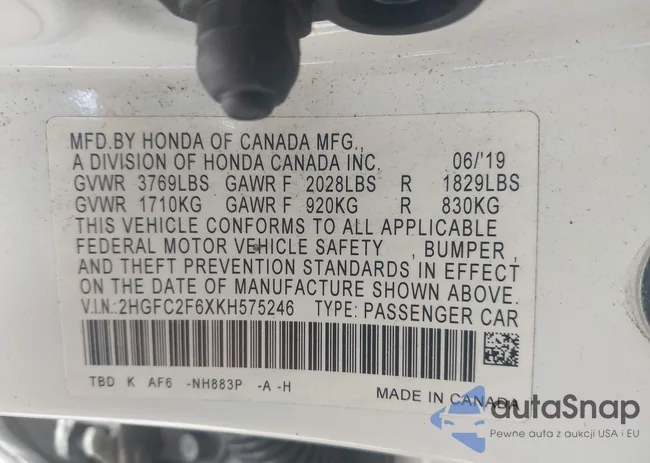 MFD.BY HONDA OF CANADA MFG.,
A DIVISION OF HONDA CANADA INC. 06/'19
GVWR 3769LBS GAWR F 2028LBS R 1829LBS
GVWR 1710KG GAWR F 920KG R 830KG
THIS VEHICLE CONFORMS TO ALL APPLICABLE
FEDERAL MOTOR VEHICLE SAFETY , BUMPER,
AND THEFT PREVENTION STANDARDS IN EFFECT
ON THE DATE OF MANUFACTURE SHOWN ABOVE.
V.I.N.:2HGFC2F6XKH575246 TYPE: PASSENGER CAR
TBD K AF6 -NH883P -A -H
MADE IN CANADA
autaSnap
Pewne auta z aukcji USA i EU